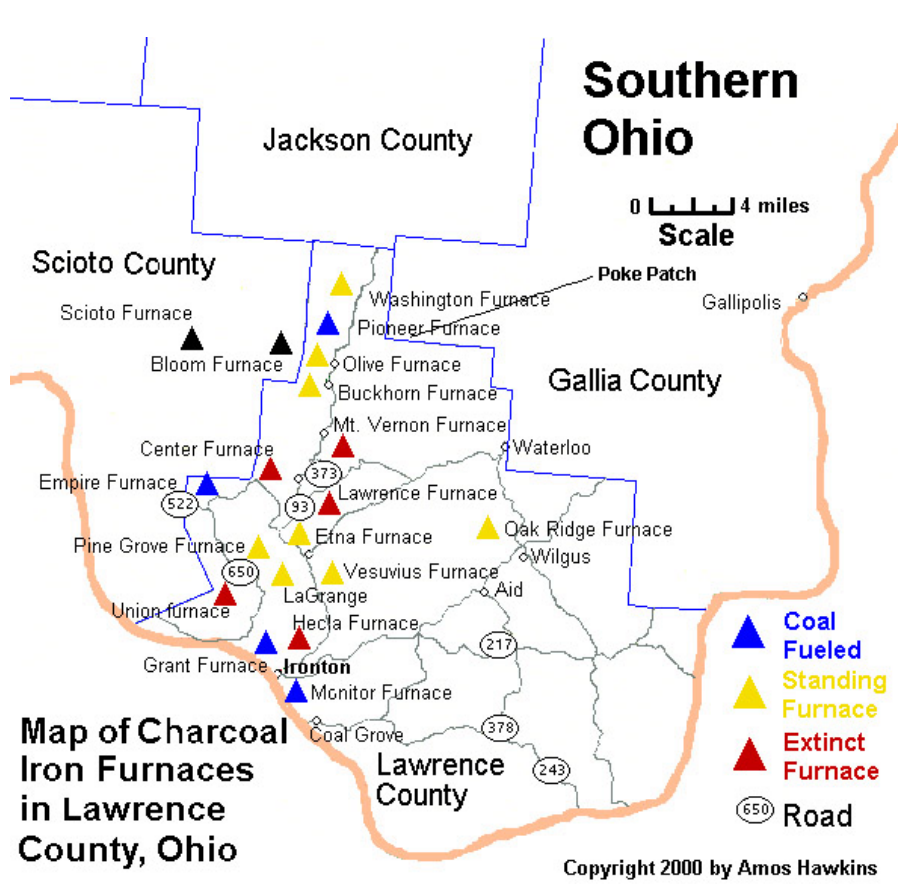 Southern
Ohio
Jackson County
0 4 miles
Scale
Scioto County
Poke Patch
Washington Furnace
Gallipolis
Scioto Furnace
Pioneer Furnace
Bloom Furnace
Olive Furnace
Gallia County
Buckhorn Furnace
Mt. Vernon Furnace
Center Furnace
Waterloo
373
Empire Furnace
Lawrence Furnace
522
93
Oak Ridge Furnace
Etna Furnace
Pine Grove Furnace
Wilgus
650
Vesuvius Furnace
LaGrange
Aid
Union furnace
Hecla Furnace
Coal
Fueled
217
Grant Furnace
Ironton
Standing
Furnace
Monitor Furnace
378
Coal Grove
Extinct
Furnace
Map of Charcoal
Iron Furnaces
in Lawrence
County, Ohio
Lawrence
County
243
650 Road
Copyright 2000 by Amos Hawkins